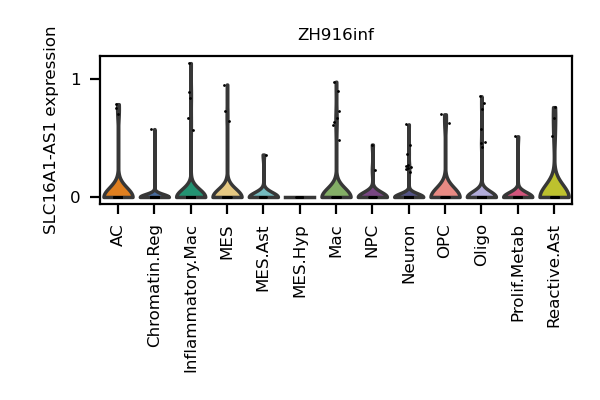 ZH916inf
SLC16A1-AS1 expression
1
0
AC
Chromatin.Reg
Inflammatory.Mac
MES
MES.Ast
MES.Hyp
Mac
NPC
Neuron
OPC
Oligo
Prolif.Metab
Reactive.Ast